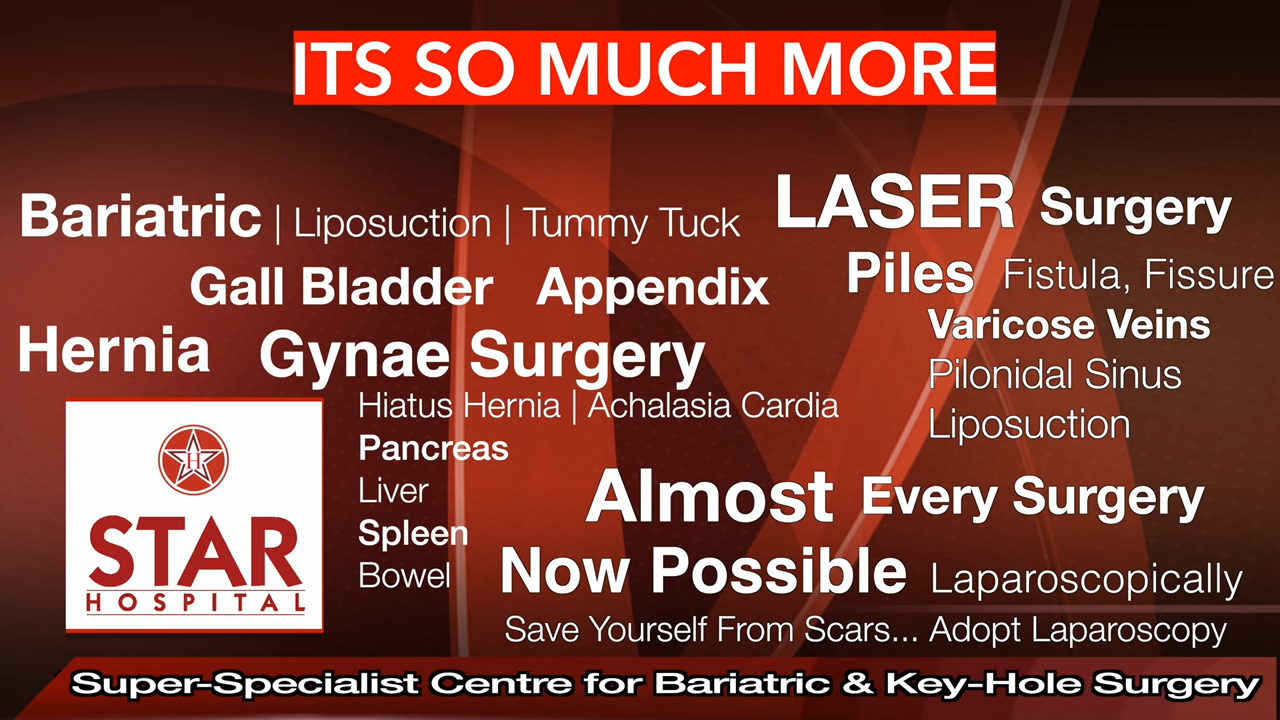 ITS SO MUCH MORE
Bariatric | Liposuction | Tummy Tuck
Gall Bladder Appendix
Hernia Gynae Surgery
Hiatus Hernia | Achalasia Cardia
Pancreas
Liver
Spleen
Bowel
LASER Surgery
Piles Fistula, Fissure
Varicose Veins
Pilonidal Sinus
Liposuction
Almost Every Surgery
Now Possible Laparoscopically
Save Yourself From Scars... Adopt Laparoscopy
H
STAR
HOSPITAL
Super-Specialist Centre for Bariatric & Key-Hole Surgery